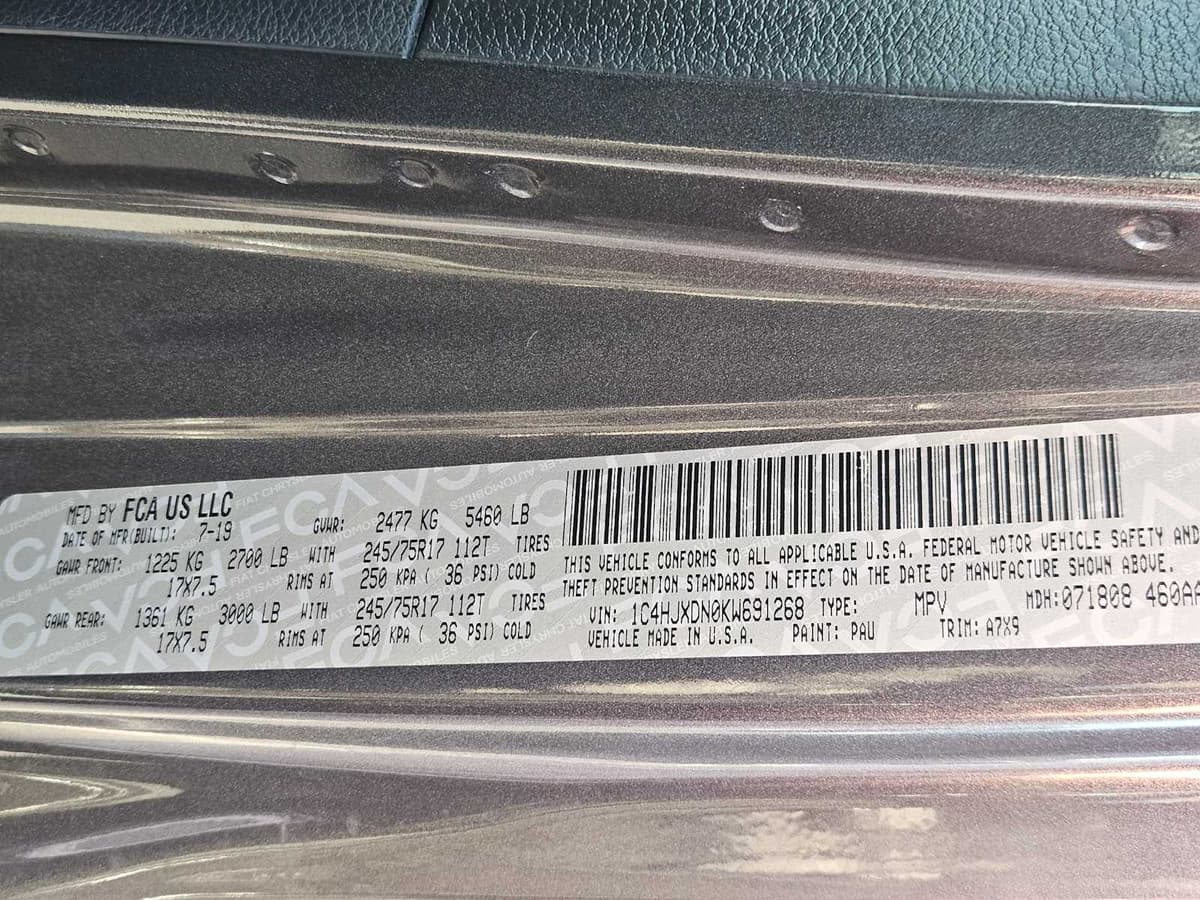 MFD BY FCA US LLC
DATE OF MFR(BUILT): 7-19 GVWR: 2477 KG 5460 LB
GAWR FRONT: 1225 KG 2700 LB WITH 245/75R17 112T TIRES
17X7.5 RIMS AT 250 KPA ( 36 PSI) COLD
GAWR REAR: 1361 KG 3000 LB WITH 245/75R17 112T TIRES
17X7.5 RIMS AT 250 KPA ( 36 PSI) COLD
THIS VEHICLE CONFORMS TO ALL APPLICABLE U.S.A. FEDERAL MOTOR VEHICLE SAFETY AND
THEFT PREVENTION STANDARDS IN EFFECT ON THE DATE OF MANUFACTURE SHOWN ABOVE.
VIN: 1C4HJXDN0KW691268 TYPE: MPV MDH:071808 460AA
VEHICLE MADE IN U.S.A. PAINT: PAU TRIM: A7X9